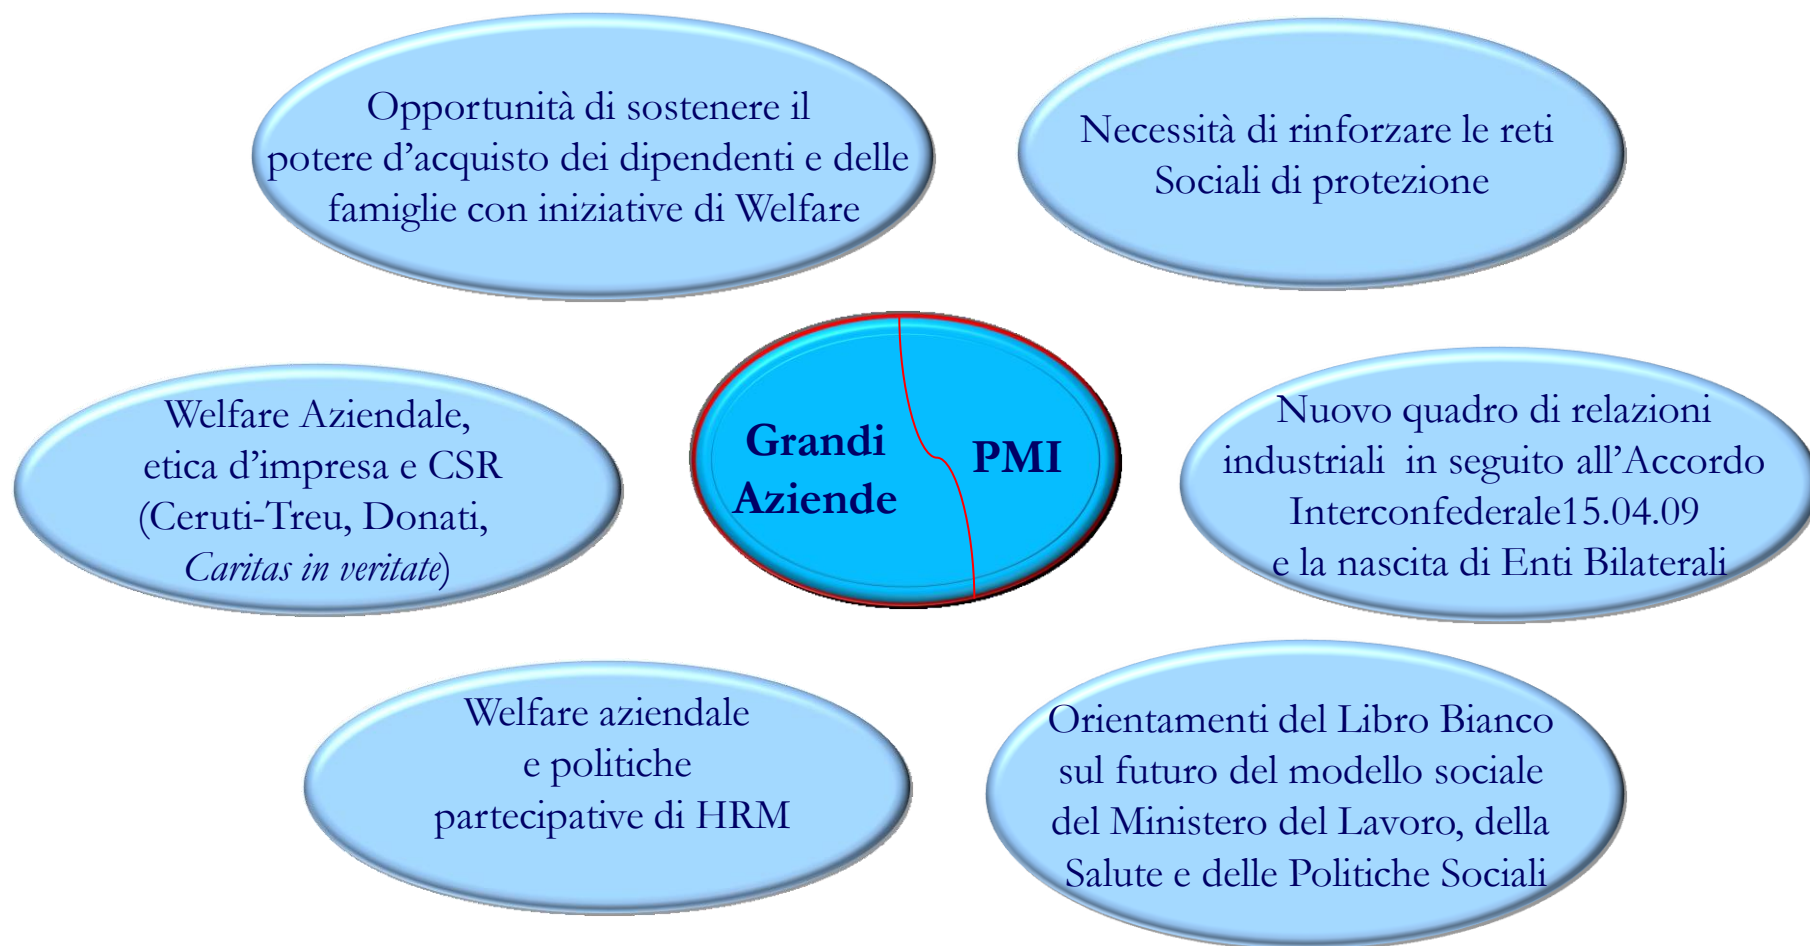 Opportunità di sostenere il
potere d’acquisto dei dipendenti e delle
famiglie con iniziative di Welfare
Necessità di rinforzare le reti
Sociali di protezione
Welfare Aziendale,
etica d’impresa e CSR
(Ceruti-Treu, Donati,
Caritas in veritate)
Grandi
Aziende
PMI
Nuovo quadro di relazioni
industriali in seguito all’Accordo
Interconfederale15.04.09
e la nascita di Enti Bilaterali
Welfare aziendale
e politiche
partecipative di HRM
Orientamenti del Libro Bianco
sul futuro del modello sociale
del Ministero del Lavoro, della
Salute e delle Politiche Sociali